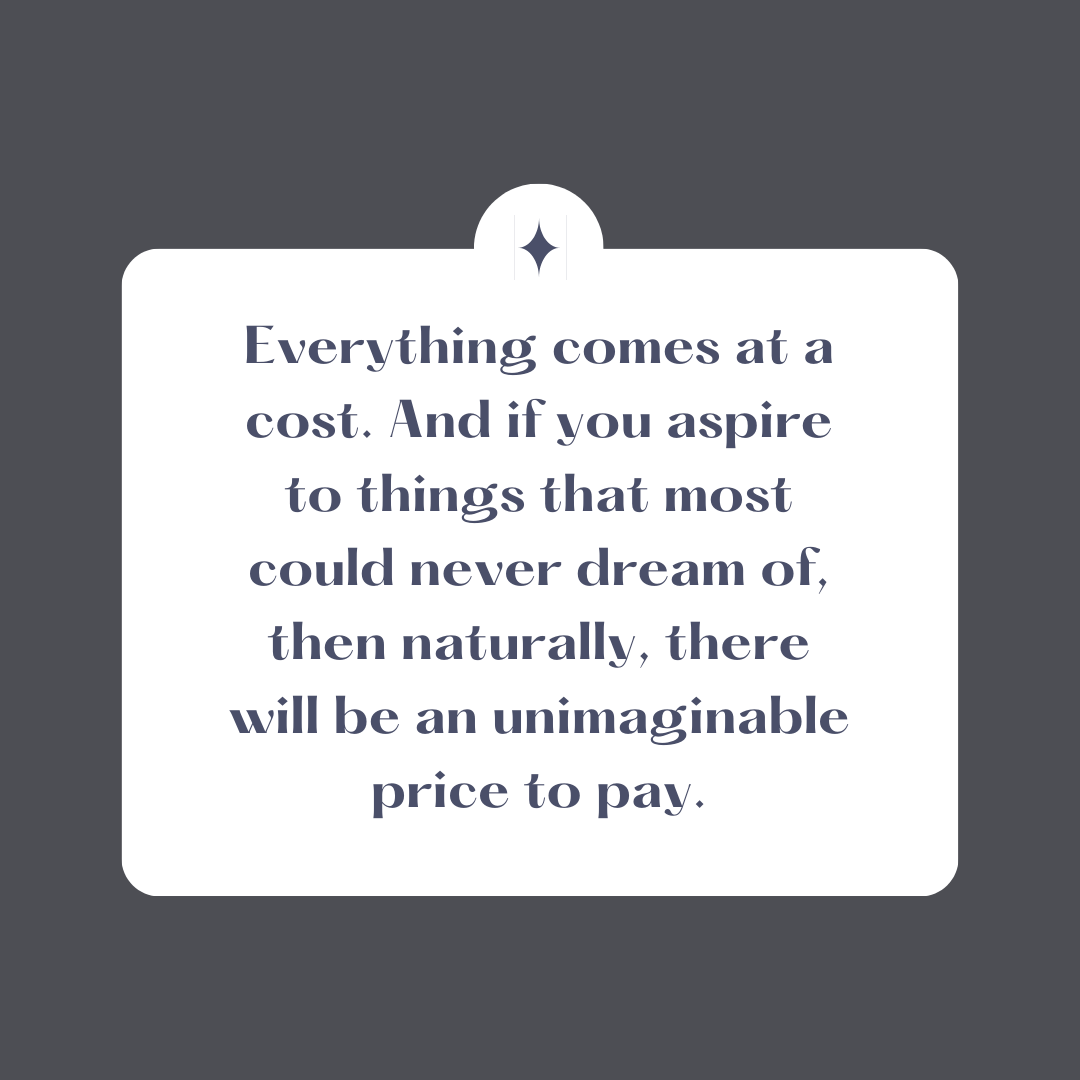 Everything comes at a
cost. And if you aspire
to things that most
could never dream of,
then naturally, there
will be an unimaginable
price to pay.